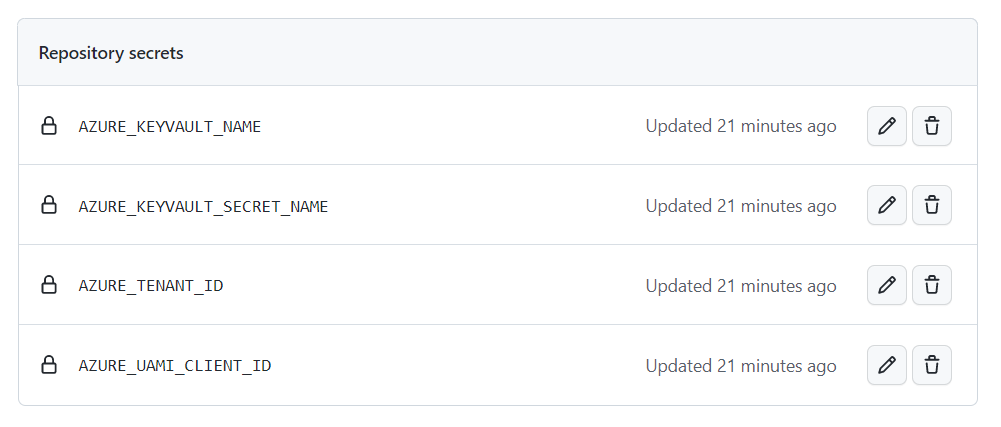 Repository secrets
AZURE_KEYVAULT_NAME Updated 21 minutes ago
AZURE_KEYVAULT_SECRET_NAME Updated 21 minutes ago
AZURE_TENANT_ID Updated 21 minutes ago
AZURE_UAMI_CLIENT_ID Updated 21 minutes ago